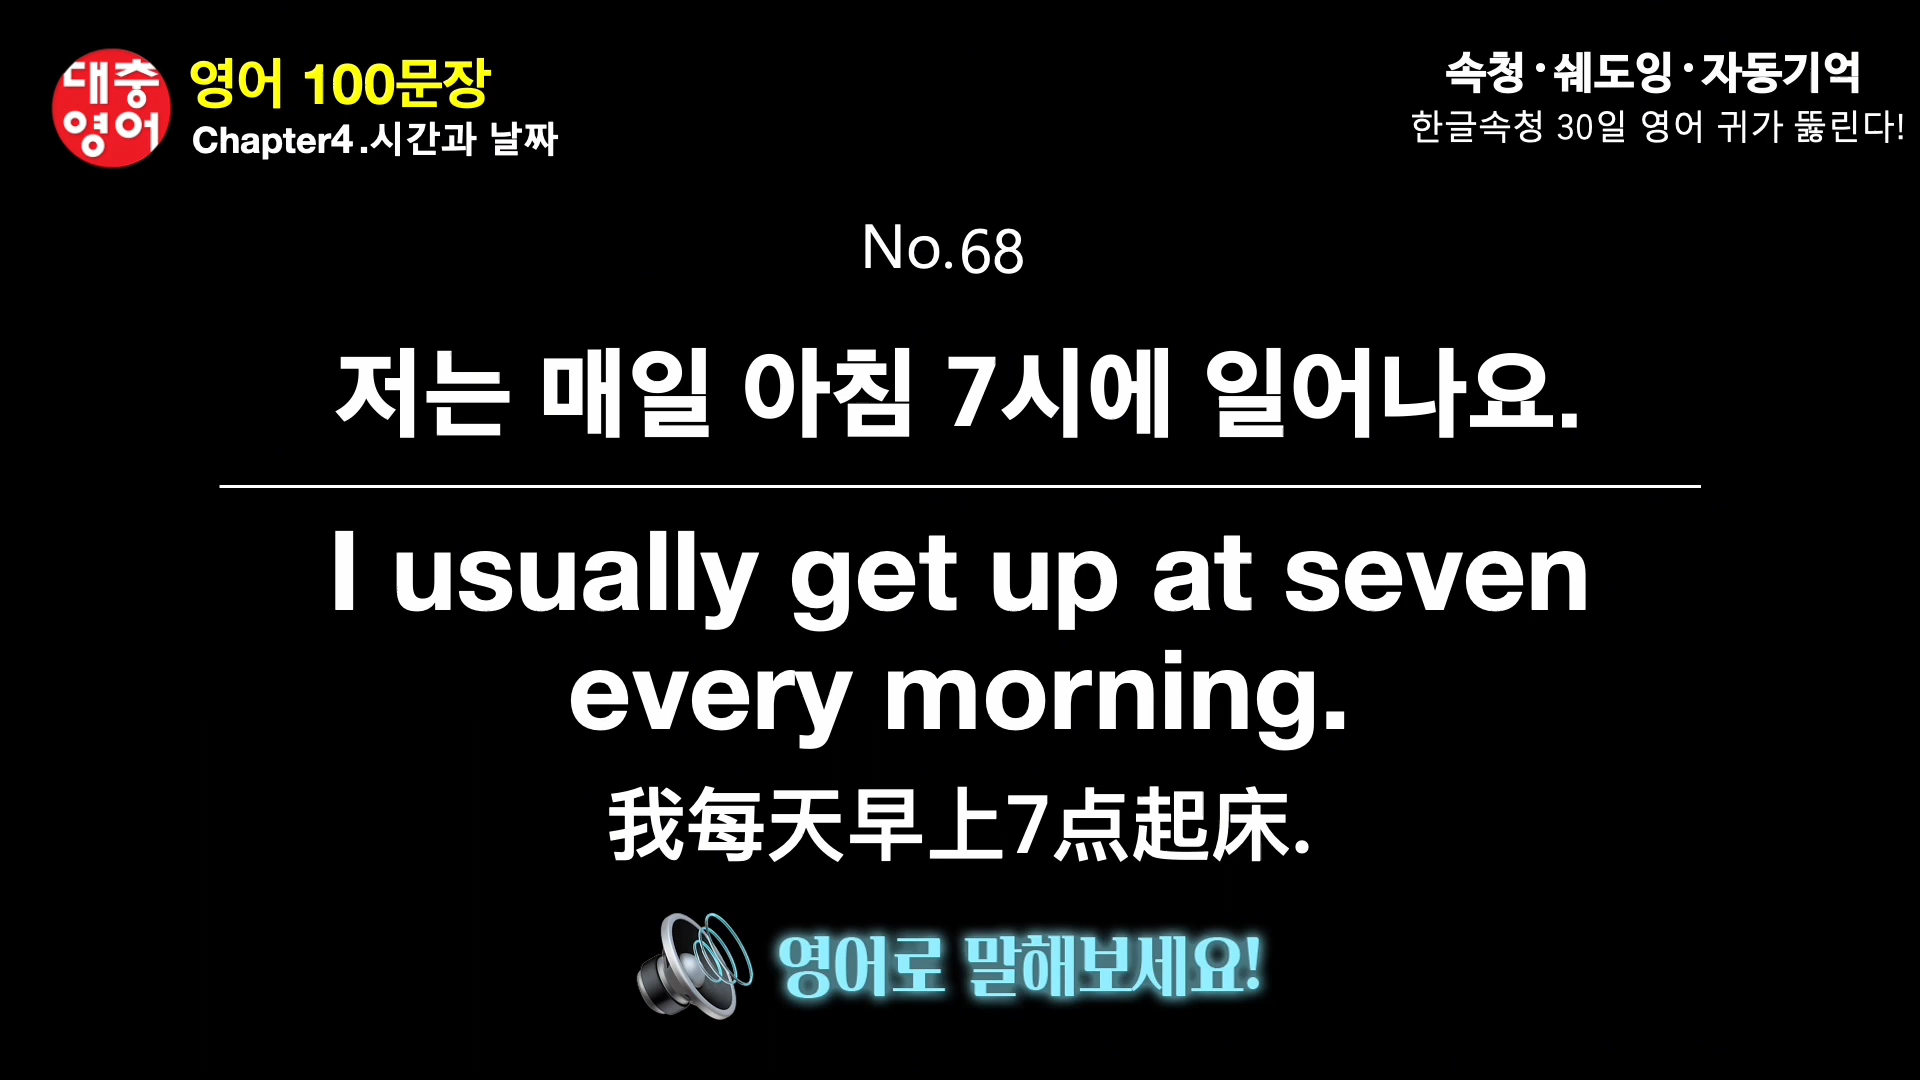 대충
영어
영어 100문장
Chapter4.시간과 날짜
속청·쉐도잉·자동기억
한글속청 30일 영어 귀가 뚫린다!
No.68
저는 매일 아침 7시에 일어나요.
I usually get up at seven
every morning.
我每天早上7点起床.
영어로 말해보세요!